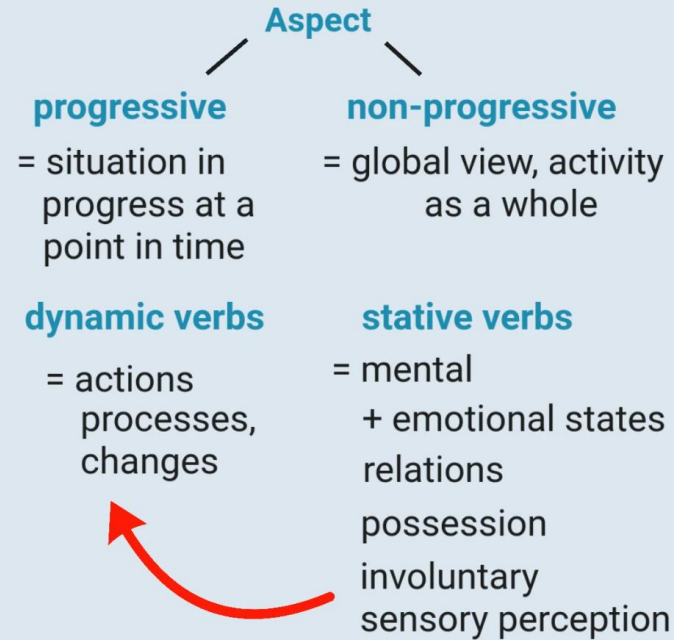 Aspect
progressive
= situation in
progress at a
point in time
non-progressive
= global view, activity
as a whole
dynamic verbs
= actions
processes,
changes
stative verbs
= mental
+ emotional states
relations
possession
involuntary
sensory perception